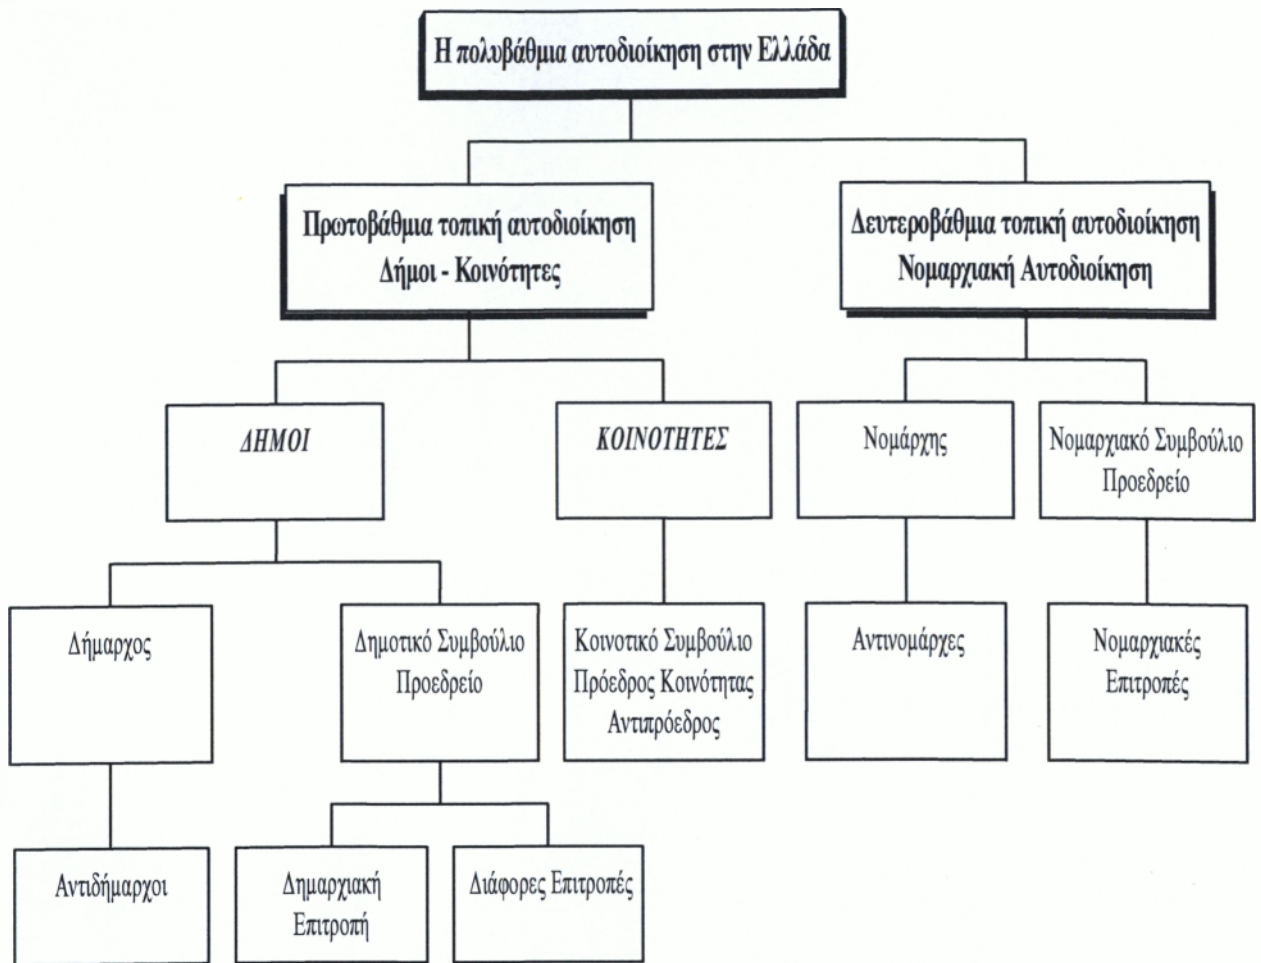 Η πολυβάθμια αυτοδιοίκηση στην Ελλάδα
Πρωτοβάθμια τοπική αυτοδιοίκηση
Δήμοι - Κοινότητες
Δευτεροβάθμια τοπική αυτοδιοίκηση
Νομαρχιακή Αυτοδιοίκηση
ΔΗΜΟΙ
ΚΟΙΝΟΤΗΤΕΣ
Νομάρχης
Νομαρχιακό Συμβούλιο
Προεδρείο
Δήμαρχος
Δημοτικό Συμβούλιο
Προεδρείο
Κοινοτικό Συμβούλιο
Πρόεδρος Κοινότητας
Αντιπρόεδρος
Αντινομάρχες
Νομαρχιακές
Επιτροπές
Αντιδήμαρχοι
Δημαρχιακή
Επιτροπή
Διάφορες Επιτροπές